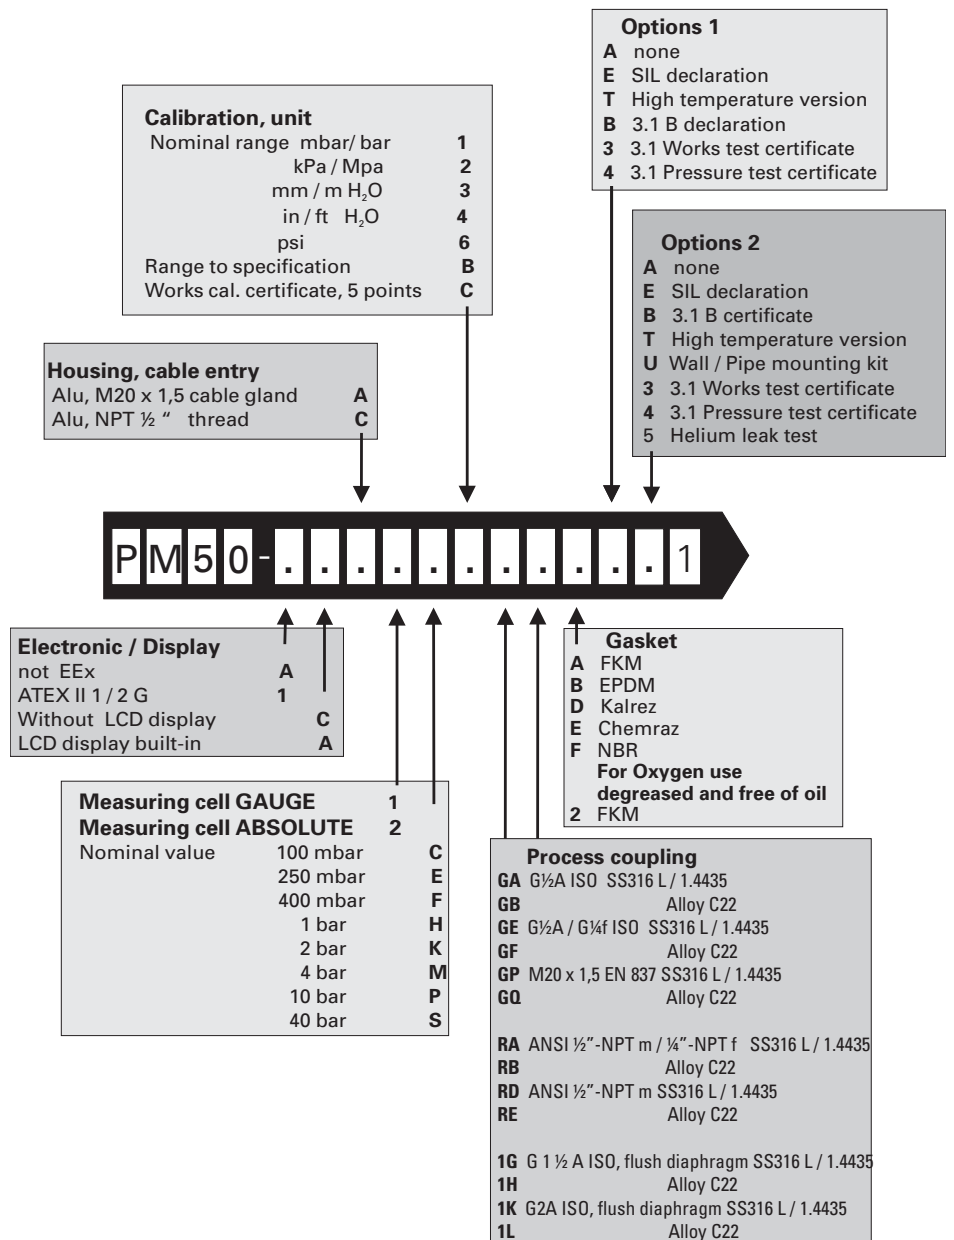 Options 1
A none
E SIL declaration
T High temperature version
B 3.1 B declaration
3 3.1 Works test certificate
4 3.1 Pressure test certificate
Calibration, unit
Nominal range mbar/ bar 1
kPa / Mpa 2
mm / m H₂O 3
in / ft H₂O 4
psi 6
Range to specification B
Works cal. certificate, 5 points C
Options 2
A none
E SIL declaration
B 3.1 B certificate
T High temperature version
U Wall / Pipe mounting kit
3 3.1 Works test certificate
4 3.1 Pressure test certificate
5 Helium leak test
Housing, cable entry
Alu, M20 x 1,5 cable gland A
Alu, NPT ½ “ thread C
PM50-...........1
Electronic / Display
not EEx A
ATEX II 1 / 2 G 1
Without LCD display C
LCD display built-in A
Gasket
A FKM
B EPDM
D Kalrez
E Chemraz
F NBR
For Oxygen use
degreased and free of oil
2 FKM
Measuring cell GAUGE 1
Measuring cell ABSOLUTE 2
Nominal value 100 mbar C
250 mbar E
400 mbar F
1 bar H
2 bar K
4 bar M
10 bar P
40 bar S
Process coupling
GA G½A ISO SS316 L / 1.4435
GB Alloy C22
GE G½A / G¼f ISO SS316 L / 1.4435
GF Alloy C22
GP M20 x 1,5 EN 837 SS316 L / 1.4435
GQ Alloy C22
RA ANSI ½”-NPT m / ¼”-NPT f SS316 L / 1.4435
RB Alloy C22
RD ANSI ½”-NPT m SS316 L / 1.4435
RE Alloy C22
1G G 1 ½ A ISO, flush diaphragm SS316 L / 1.4435
1H Alloy C22
1K G2A ISO, flush diaphragm SS316 L / 1.4435
1L Alloy C22